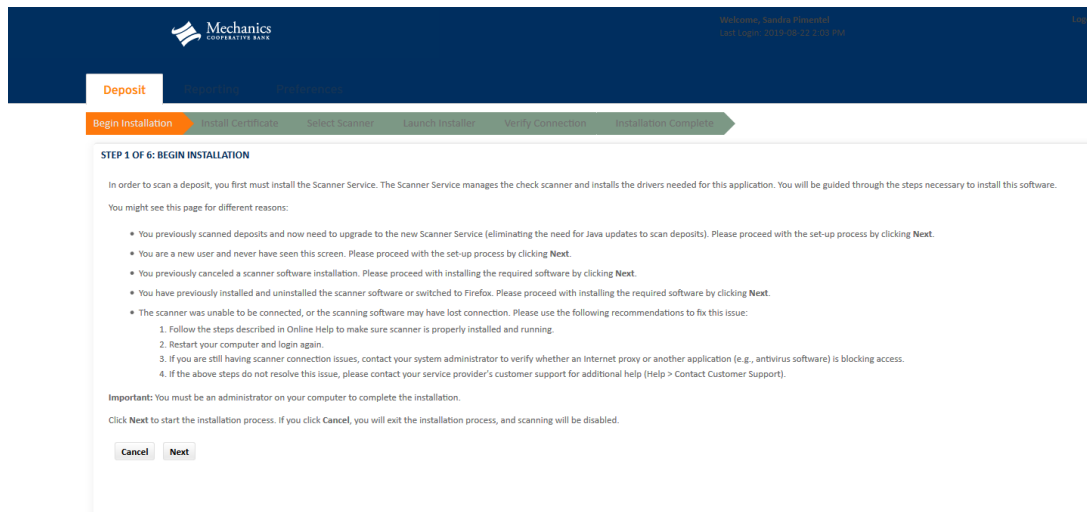 Mechanics
COOPERATIVE BANK
Welcome, Sandra Pimentel
Last Login: 2019-08-22 2:03 PM
Log
Deposit Reporting Preferences
Begin Installation Install Certificate Select Scanner Launch Installer Verify Connection Installation Complete
STEP 1 OF 6: BEGIN INSTALLATION
In order to scan a deposit, you first must install the Scanner Service. The Scanner Service manages the check scanner and installs the drivers needed for this application. You will be guided through the steps necessary to install this software.
You might see this page for different reasons:
• You previously scanned deposits and now need to upgrade to the new Scanner Service (eliminating the need for Java updates to scan deposits). Please proceed with the set-up process by clicking Next.
• You are a new user and never have seen this screen. Please proceed with the set-up process by clicking Next.
• You previously canceled a scanner software installation. Please proceed with installing the required software by clicking Next.
• You have previously installed and uninstalled the scanner software or switched to Firefox. Please proceed with installing the required software by clicking Next.
• The scanner was unable to be connected, or the scanning software may have lost connection. Please use the following recommendations to fix this issue:
1. Follow the steps described in Online Help to make sure scanner is properly installed and running.
2. Restart your computer and login again.
3. If you are still having scanner connection issues, contact your system administrator to verify whether an Internet proxy or another application (e.g., antivirus software) is blocking access.
4. If the above steps do not resolve this issue, please contact your service provider's customer support for additional help (Help > Contact Customer Support).
Important: You must be an administrator on your computer to complete the installation.
Click Next to start the installation process. If you click Cancel, you will exit the installation process, and scanning will be disabled.
Cancel Next